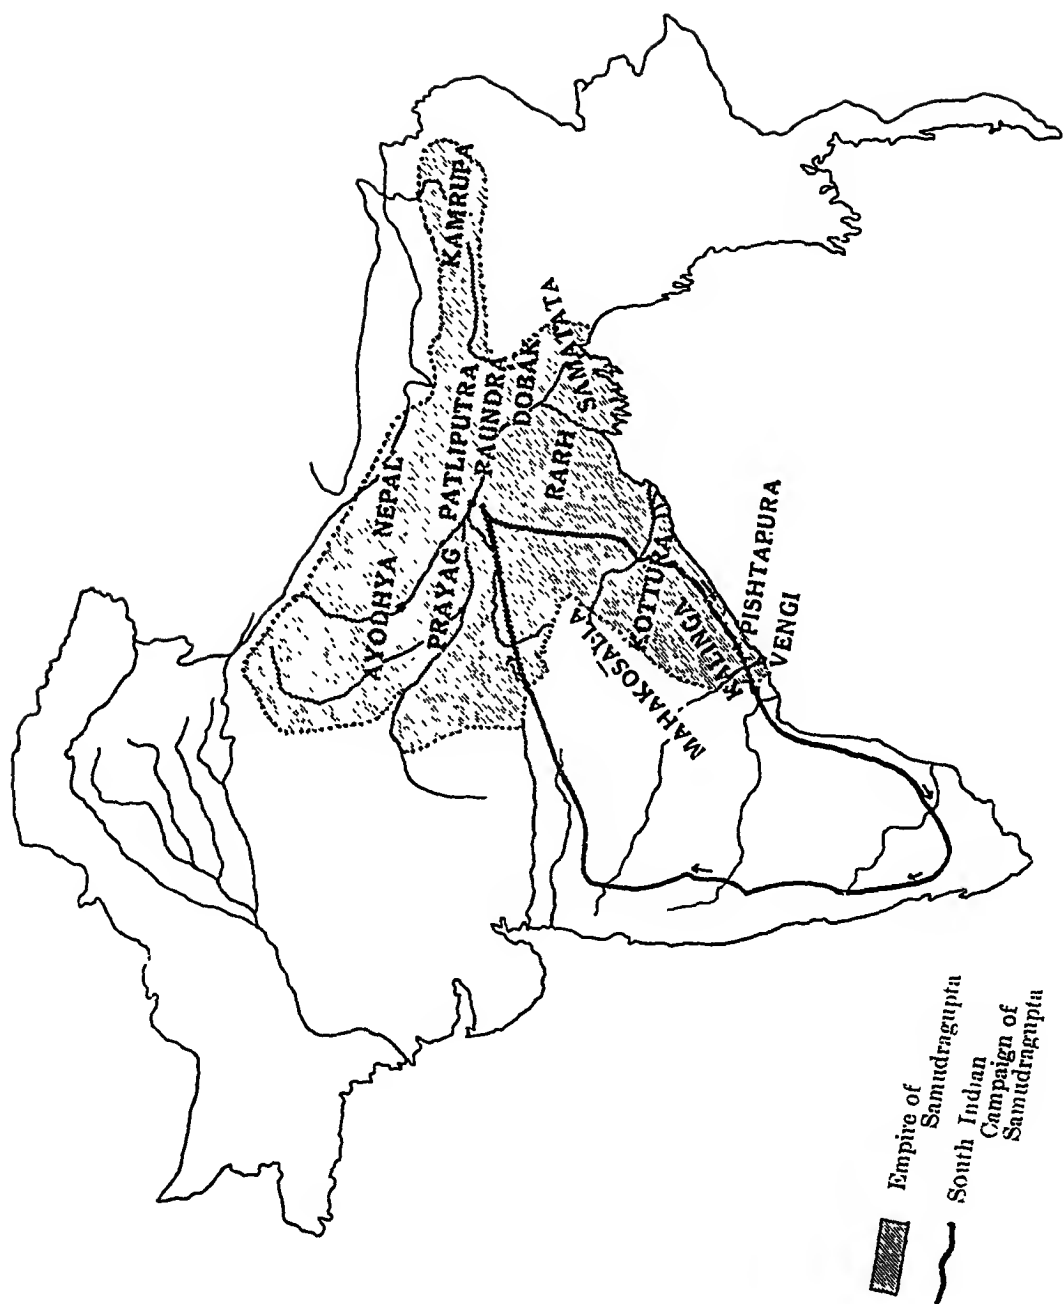 KAMRUPA
NEPAL
PATLIPUTRA
PAUNDRA
DOBAK
SAMATATA
AYODHYA
PRAYAG
RARH
MAHAKOSALLA
KOTTURA
KALINGA
PISHTAPURA
VENGI
Empire of
Samudragupta
South Indian
Campaign of
Samudragupta